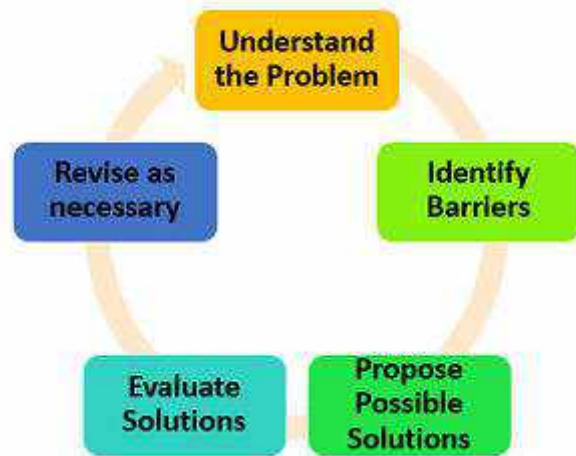 Understand
the Problem
Identify
Barriers
Propose
Possible
Solutions
Evaluate
Solutions
Revise as
necessary